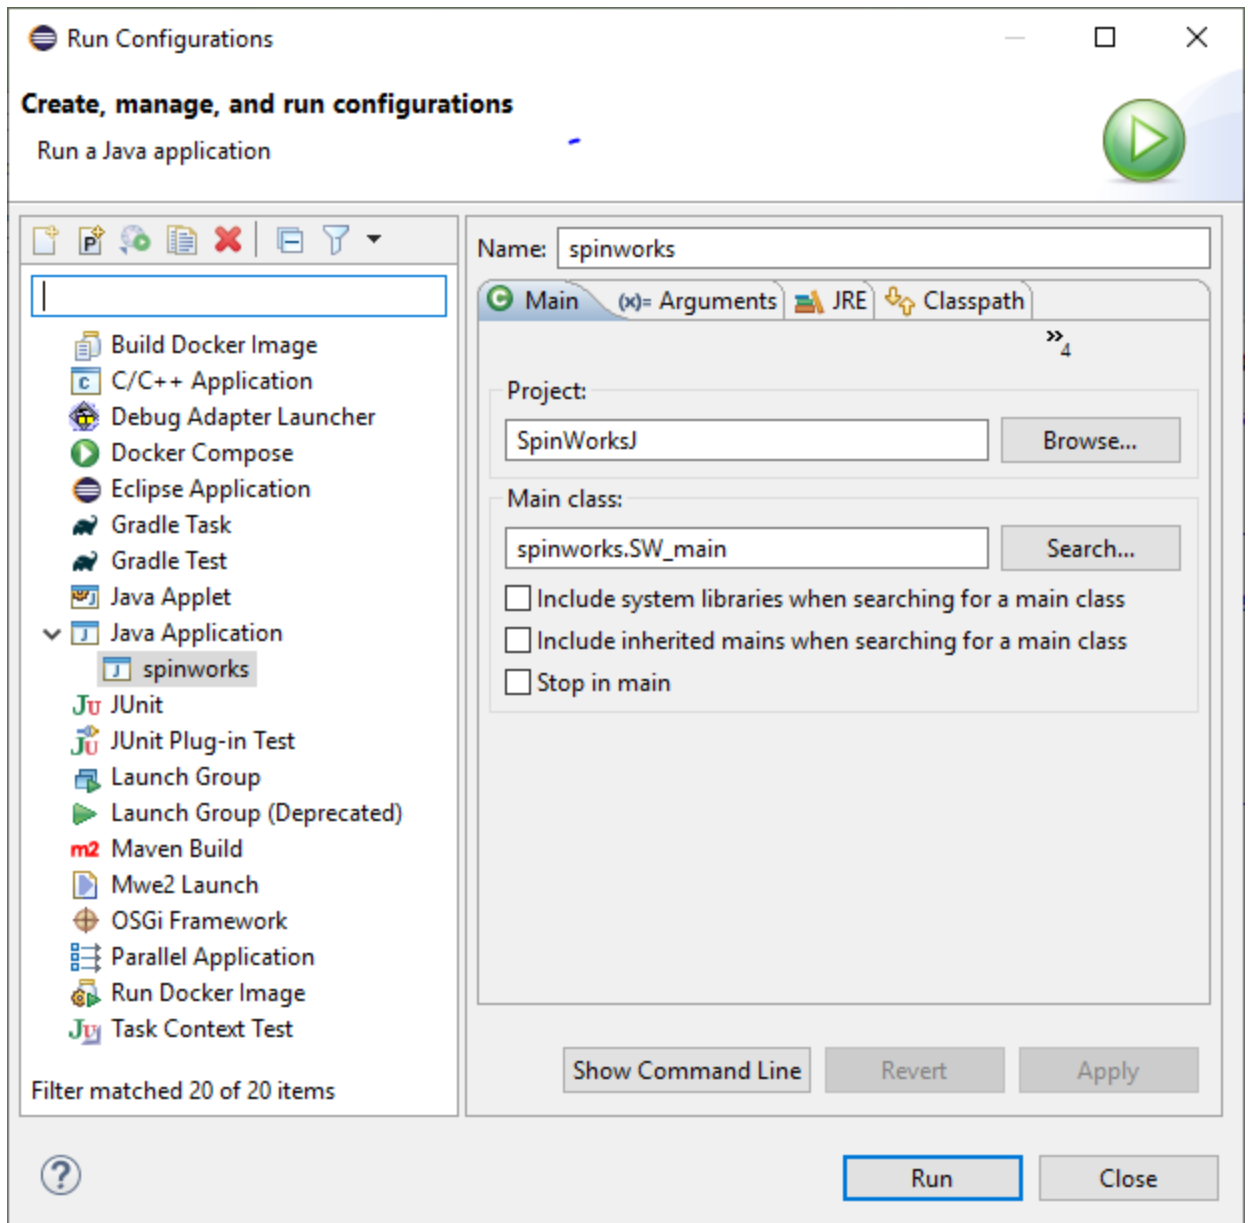 Run Configurations
Create, manage, and run configurations
Run a Java application
Name: spinworks
Main (x)= Arguments JRE Classpath
»4
Build Docker Image
C/C++ Application
Debug Adapter Launcher
Docker Compose
Eclipse Application
Gradle Task
Gradle Test
Java Applet
Java Application
spinworks
JUnit
JUnit Plug-in Test
Launch Group
Launch Group (Deprecated)
Maven Build
Mwe2 Launch
OSGi Framework
Parallel Application
Run Docker Image
Task Context Test
Filter matched 20 of 20 items
Project:
SpinWorksJ Browse...
Main class:
spinworks.SW_main Search...
Include system libraries when searching for a main class
Include inherited mains when searching for a main class
Stop in main
Show Command Line Revert Apply
Run Close